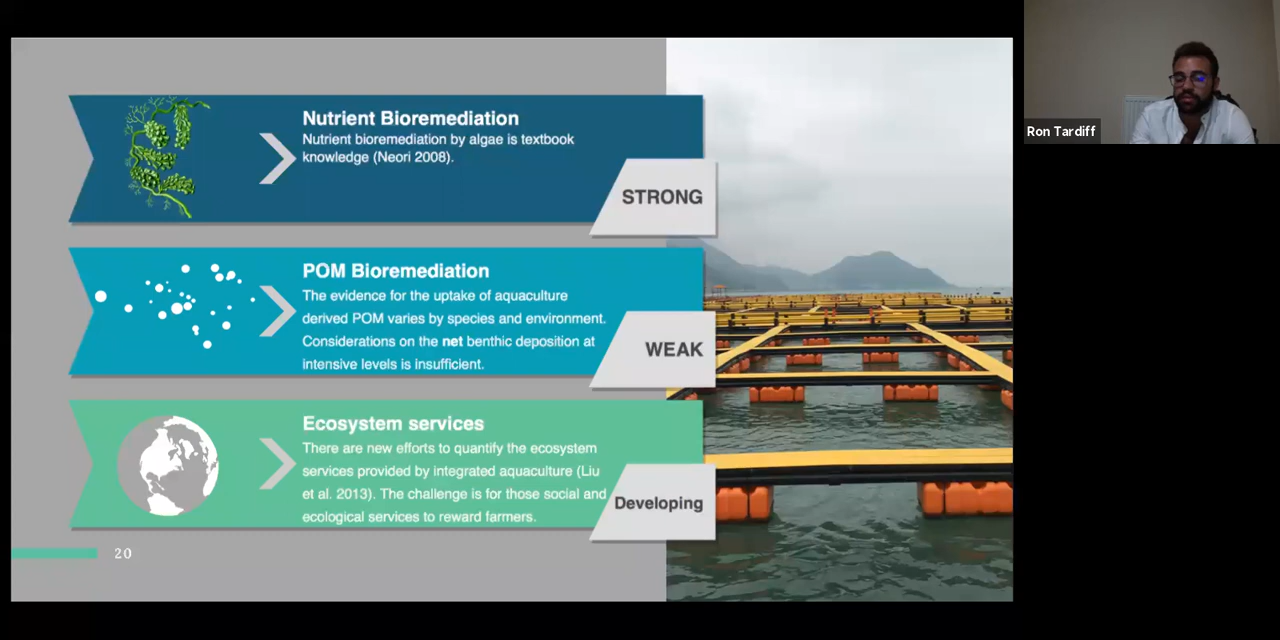 Nutrient Bioremediation
Nutrient bioremediation by algae is textbook
knowledge (Neori 2008).
STRONG
POM Bioremediation
The evidence for the uptake of aquaculture
derived POM varies by species and environment.
Considerations on the net benthic deposition at
intensive levels is insufficient.
WEAK
Ecosystem services
There are new efforts to quantify the ecosystem
services provided by integrated aquaculture (Liu
et al. 2013). The challenge is for those social and
ecological services to reward farmers.
Developing
20
Ron Tardiff